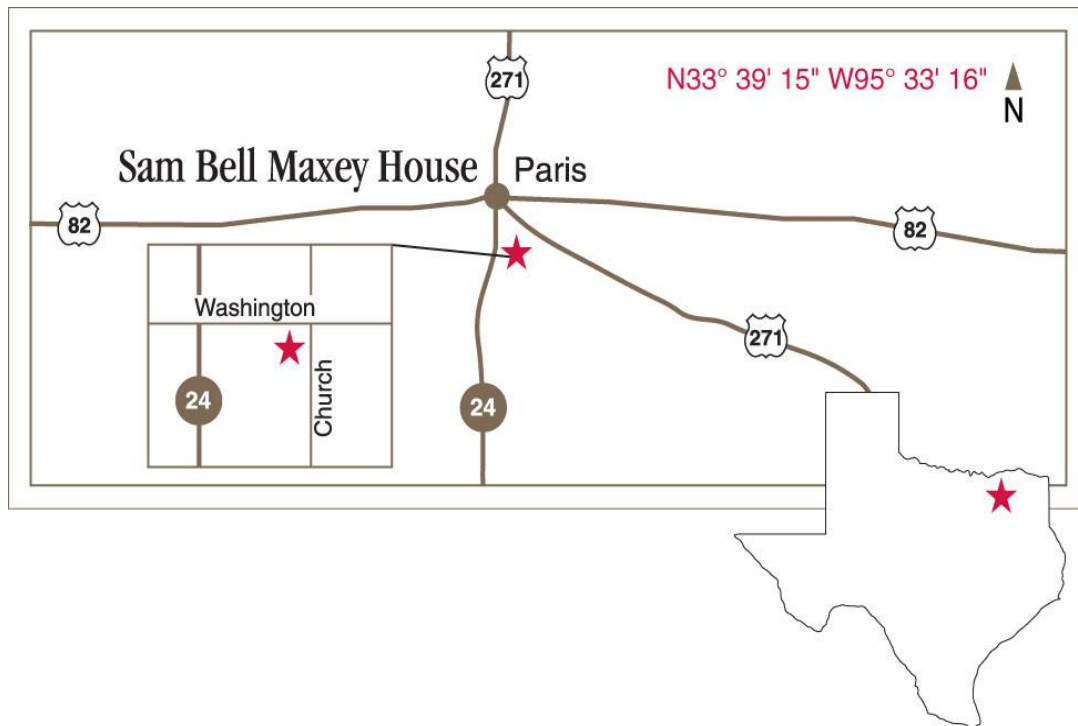 271
N33° 39' 15" W95° 33' 16"
N
Sam Bell Maxey House
Paris
82
82
Washington
271
24
Church
24